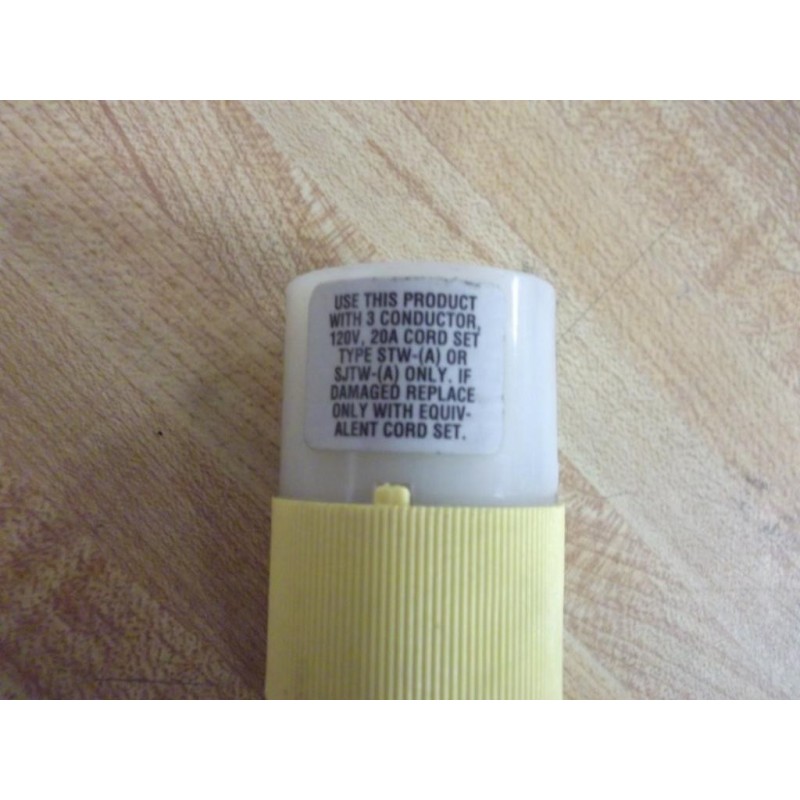 USE THIS PRODUCT
WITH 3 CONDUCTOR,
120V, 20A CORD SET
TYPE STW-(A) OR
SJTW-(A) ONLY. IF
DAMAGED REPLACE
ONLY WITH EQUIV-
ALENT CORD SET.